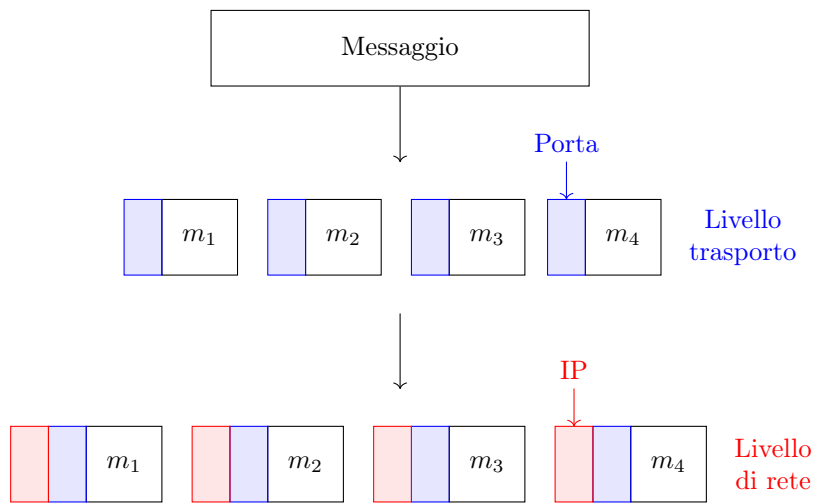 Messaggio
Porta
m₁ m₂ m₃ m₄
Livello
trasporto
IP
m₁ m₂ m₃ m₄
Livello
di rete